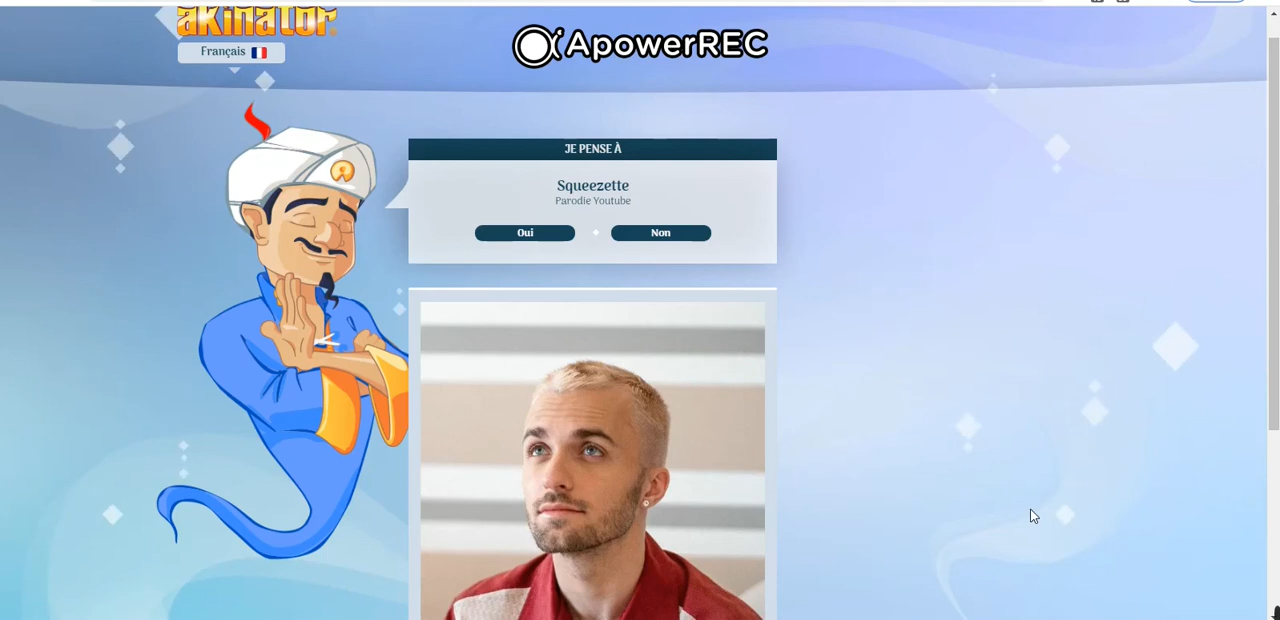 akinator
Français
ApowerREC
JE PENSE À
Squeezette
Parodie Youtube
Oui
Non